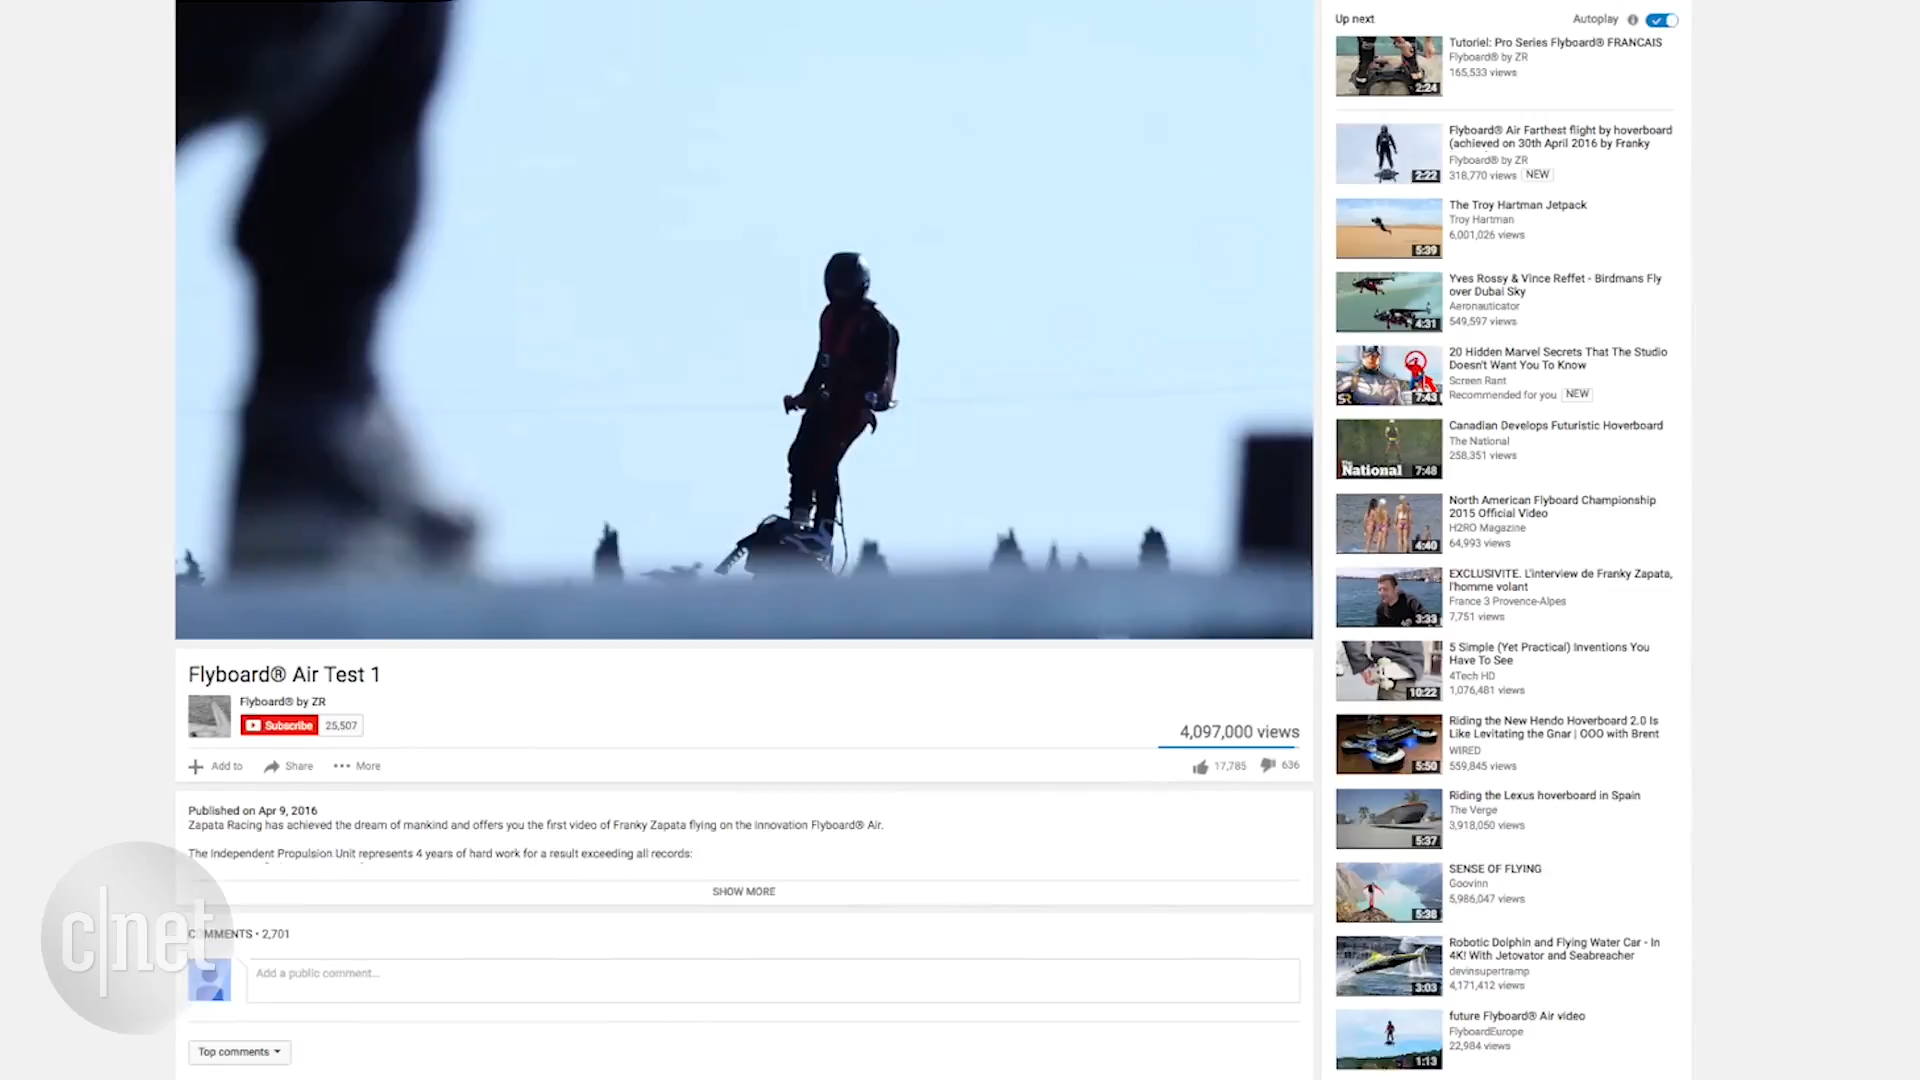 Flyboard® Air Test 1
Flyboard® by ZR
Subscribe 25,507
4,097,000 views
Add to Share More
17,785 636
Published on Apr 9, 2016
Zapata Racing has achieved the dream of mankind and offers you the first video of Franky Zapata flying on the Innovation Flyboard® Air.
The Independent Propulsion Unit represents 4 years of hard work for a result exceeding all records:
SHOW MORE
COMMENTS • 2,701
Add a public comment...
Top comments
c|net
Up next Autoplay
Tutoriel: Pro Series Flyboard® FRANCAIS
Flyboard® by ZR
165,533 views
2:24
Flyboard® Air Farthest flight by hoverboard
(achieved on 30th April 2016 by Franky
Flyboard® by ZR
318,770 views NEW
2:22
The Troy Hartman Jetpack
Troy Hartman
6,001,026 views
5:39
Yves Rossy & Vince Reffet - Birdmans Fly
over Dubai Sky
Aeronauticator
549,597 views
4:31
20 Hidden Marvel Secrets That The Studio
Doesn't Want You To Know
Screen Rant
Recommended for you NEW
SR 7:43
Canadian Develops Futuristic Hoverboard
The National
258,351 views
The National 7:48
North American Flyboard Championship
2015 Official Video
H2RO Magazine
64,993 views
4:40
EXCLUSIVITE. L'interview de Franky Zapata,
l'homme volant
France 3 Provence-Alpes
7,751 views
3:33
5 Simple (Yet Practical) Inventions You
Have To See
4Tech HD
1,076,481 views
10:22
Riding the New Hendo Hoverboard 2.0 Is
Like Levitating the Gnar | OOO with Brent
WIRED
559,845 views
5:50
Riding the Lexus hoverboard in Spain
The Verge
3,918,050 views
5:37
SENSE OF FLYING
Goovinn
5,986,047 views
5:38
Robotic Dolphin and Flying Water Car - In
4K! With Jetovator and Seabreacher
devinsupertramp
4,171,412 views
3:03
future Flyboard® Air video
FlyboardEurope
22,984 views
1:13